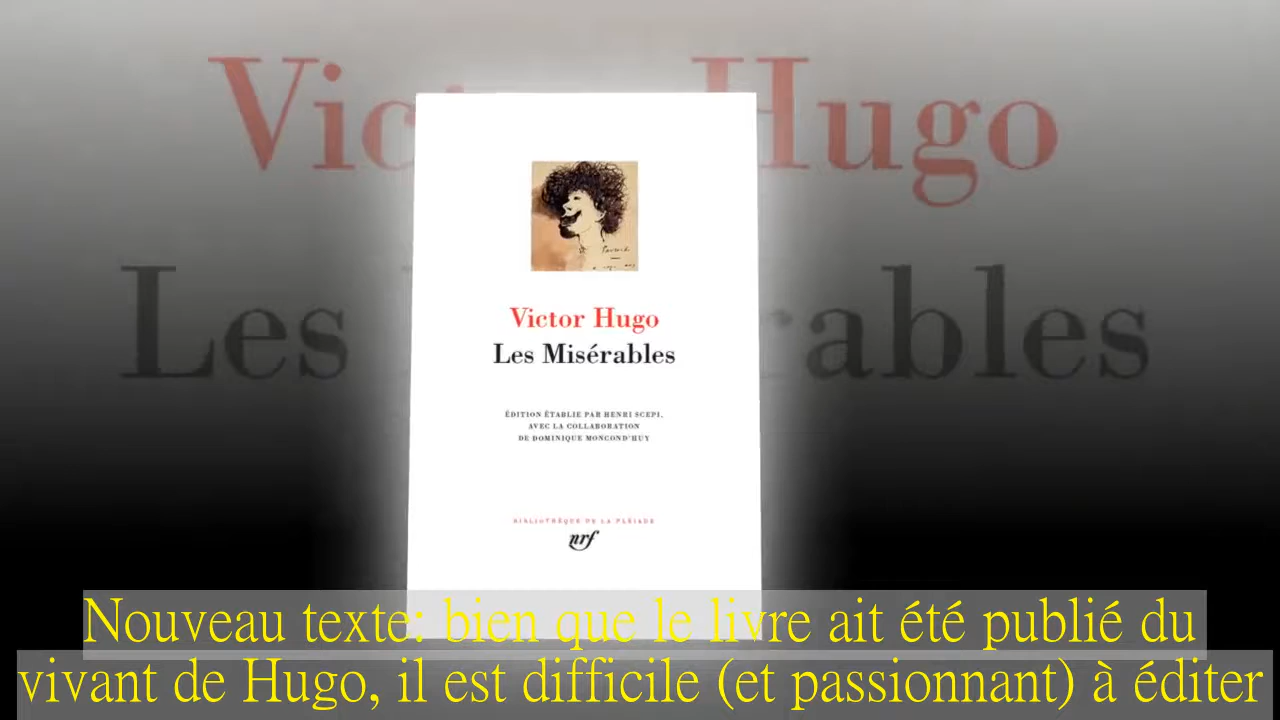 Victor Hugo
Les Misérables
ÉDITION ÉTABLIE PAR HENRI SCEPI,
AVEC LA COLLABORATION
DE DOMINIQUE MONCOND'HUY
BIBLIOTHÈQUE DE LA PLÉIADE
nrf
Nouveau texte: bien que le livre ait été publié du
vivant de Hugo, il est difficile (et passionnant) à éditer